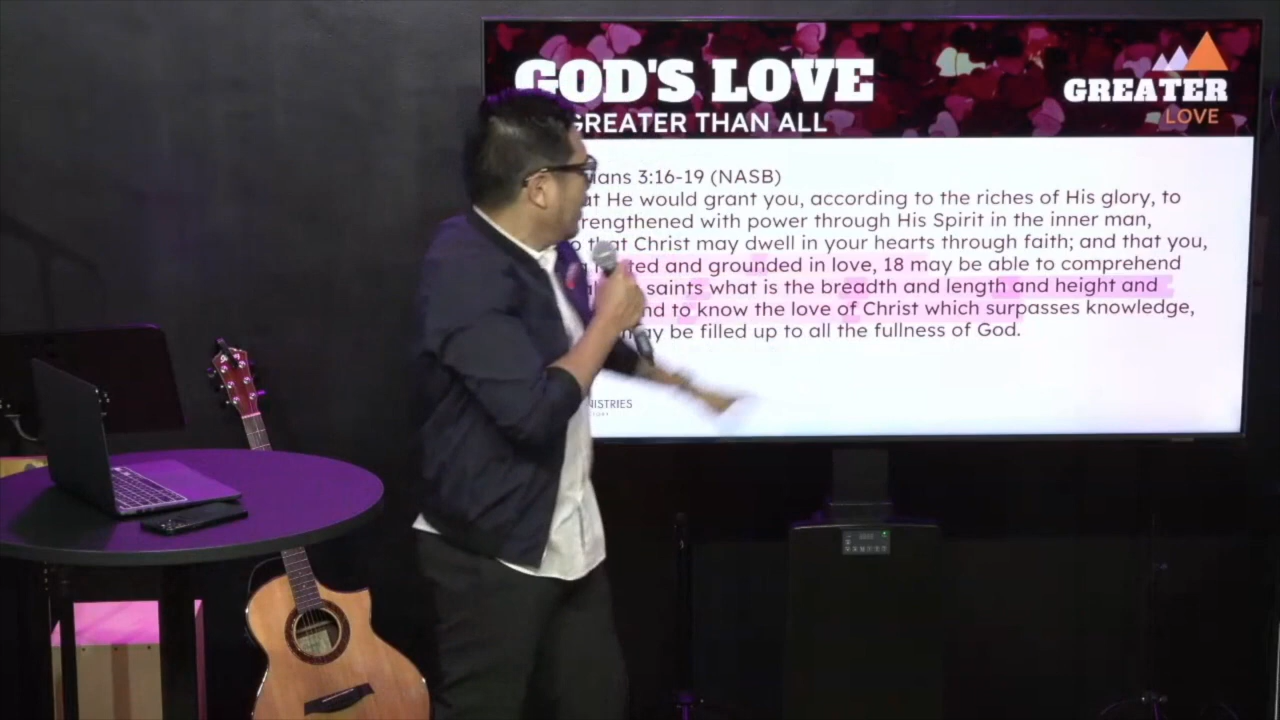 GOD'S LOVE
GREATER THAN ALL
GREATER
LOVE
ians 3:16-19 (NASB)
at He would grant you, according to the riches of His glory, to
rengthened with power through His Spirit in the inner man,
that Christ may dwell in your hearts through faith; and that you,
ted and grounded in love, 18 may be able to comprehend
saints what is the breadth and length and height and
nd to know the love of Christ which surpasses knowledge,
ay be filled up to all the fullness of God.
NISTRIES